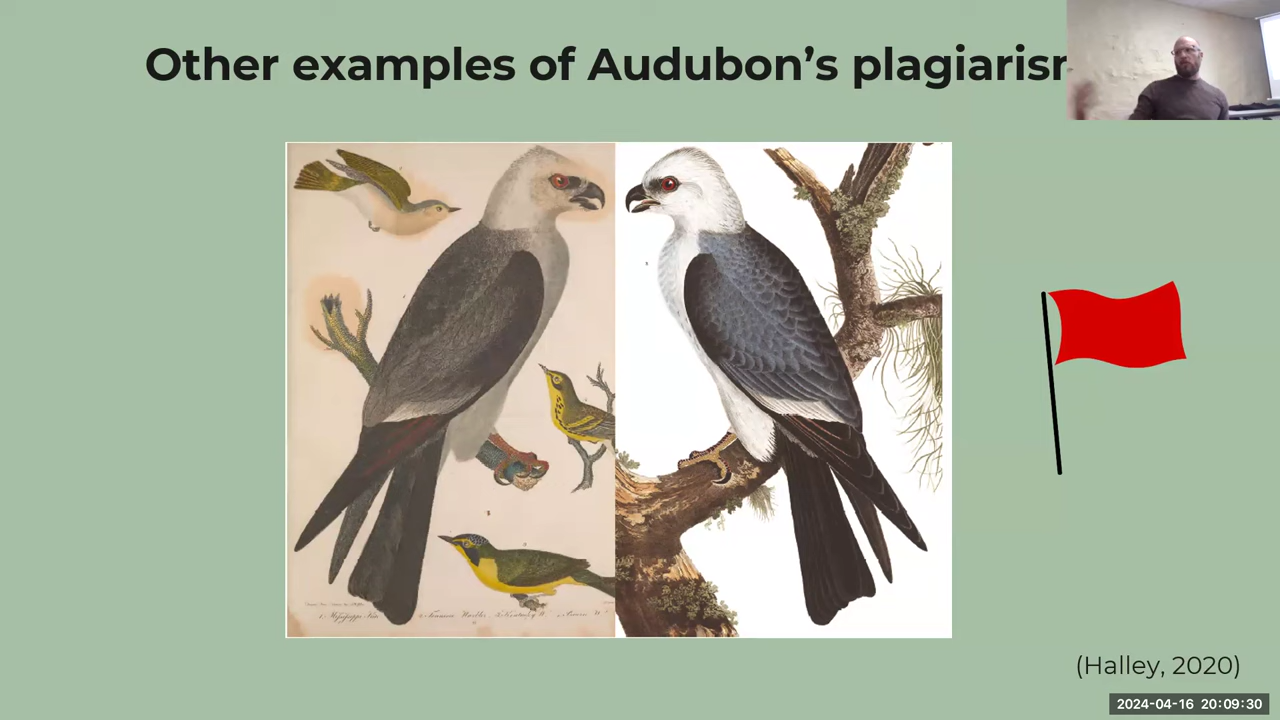 Other examples of Audubon’s plagiarism
(Halley, 2020)
2024-04-16 20:09:30